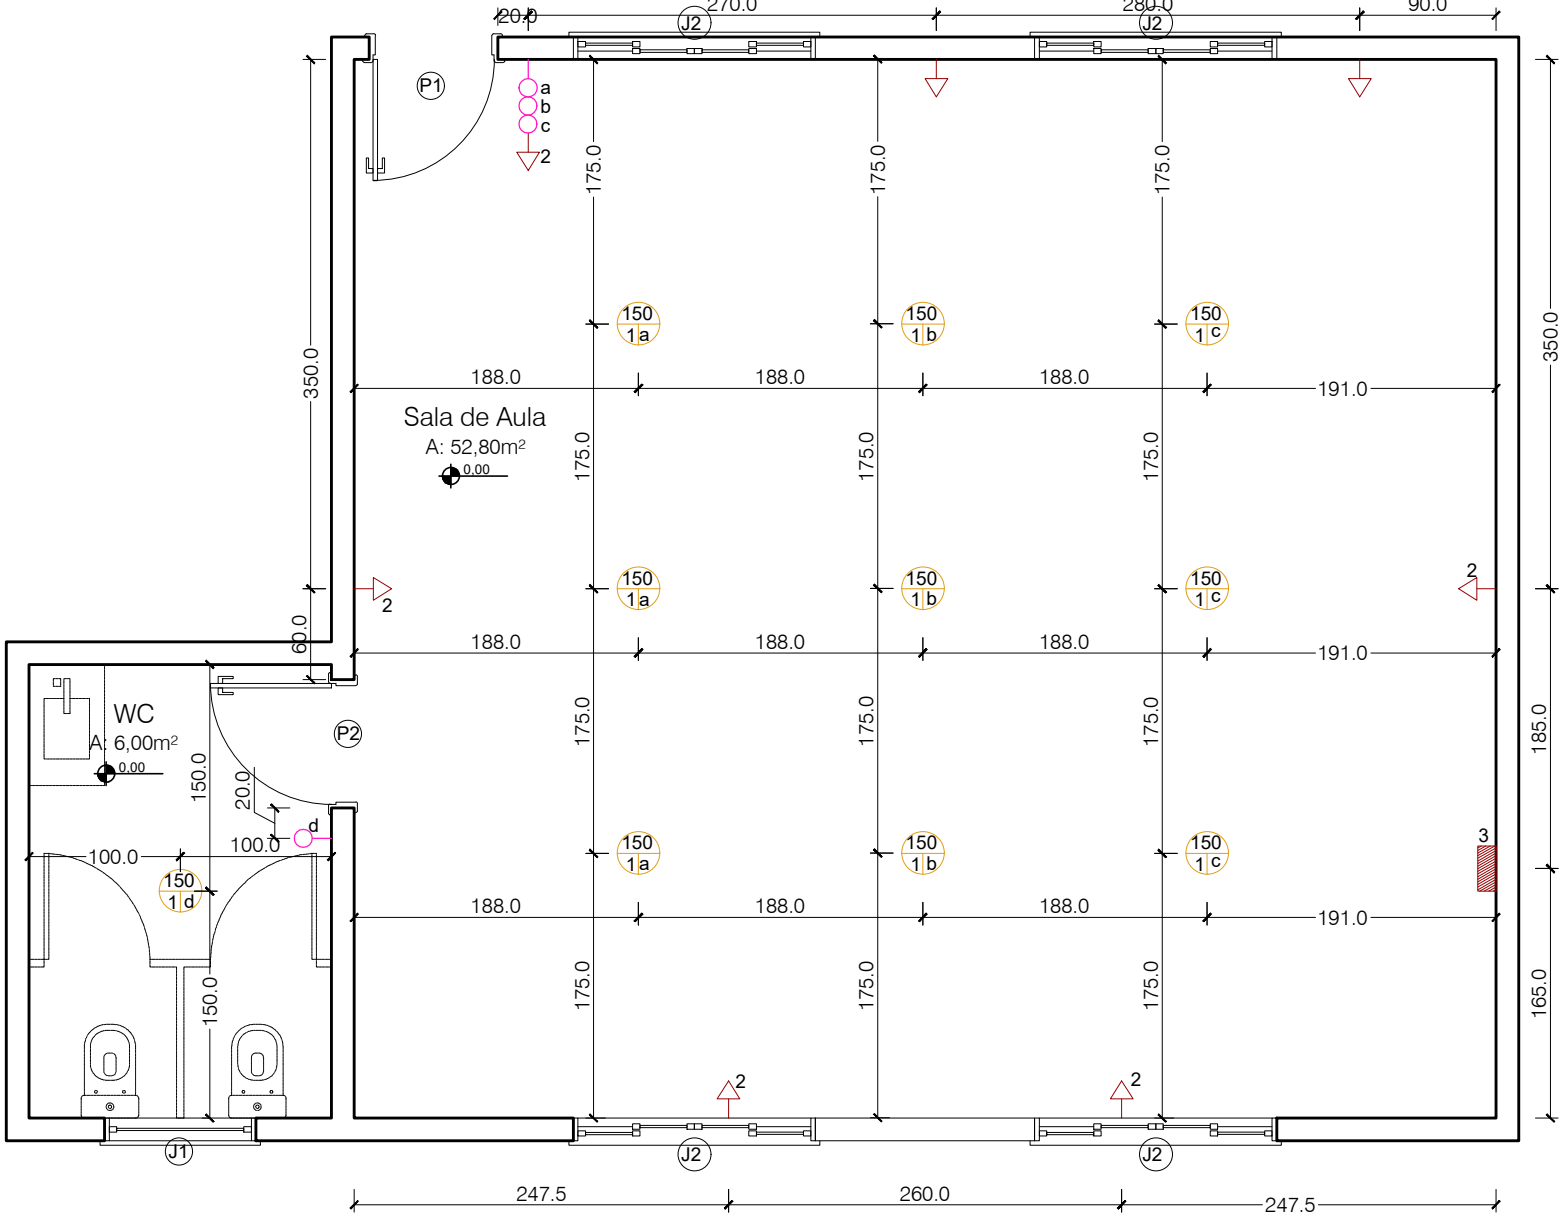 20.0
270.0
280.0
90.0
J2
J2
P1
a
b
c
2
175.0
175.0
175.0
150
1 a
150
1 b
150
1 c
350.0
350.0
188.0
188.0
188.0
191.0
Sala de Aula
A: 52,80m²
0,00
175.0
175.0
175.0
2
150
1 a
150
1 b
150
1 c
2
60.0
188.0
188.0
188.0
191.0
WC
A: 6,00m²
0,00
P2
150.0
20.0
175.0
175.0
175.0
185.0
d
100.0
100.0
150
1 d
150
1 a
150
1 b
150
1 c
3
188.0
188.0
188.0
191.0
150.0
175.0
175.0
175.0
165.0
2
2
J1
J2
J2
247.5
260.0
247.5